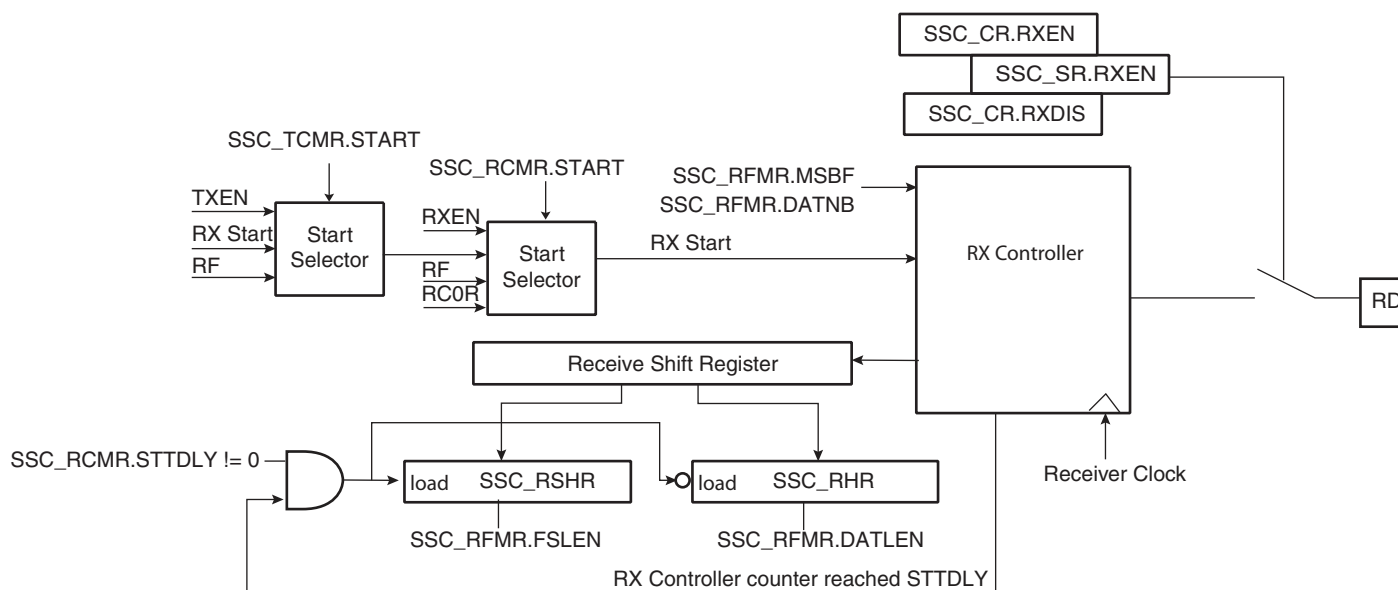 SSC_CR.RXEN
SSC_SR.RXEN
SSC_CR.RXDIS
SSC_TCMR.START
SSC_RCMR.START
SSC_RFMR.MSBF
SSC_RFMR.DATNB
TXEN
RX Start
RF
Start
Selector
RXEN
RF
RC0R
Start
Selector
RX Start
RX Controller
RD
Receive Shift Register
SSC_RCMR.STTDLY != 0
load
SSC_RSHR
load
SSC_RHR
Receiver Clock
SSC_RFMR.FSLEN
SSC_RFMR.DATLEN
RX Controller counter reached STTDLY